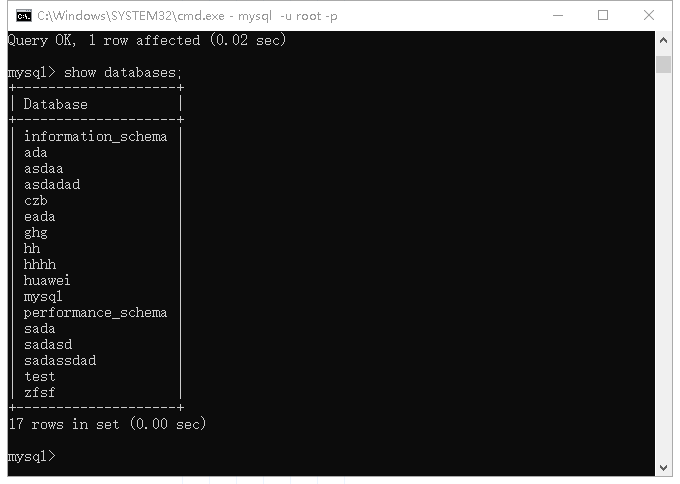 C:\Windows\SYSTEM32\cmd.exe - mysql -u root -p
Query OK, 1 row affected (0.02 sec)
mysql> show databases;
+--------------------+
| Database           |
+--------------------+
| information_schema |
| ada                |
| asdaa              |
| asdadad            |
| czb                |
| eada               |
| ghg                |
| hh                 |
| hhhh               |
| huawei             |
| mysql              |
| performance_schema |
| sada               |
| sadasd             |
| sadassdad          |
| test               |
| zfsf               |
+--------------------+
17 rows in set (0.00 sec)
mysql>